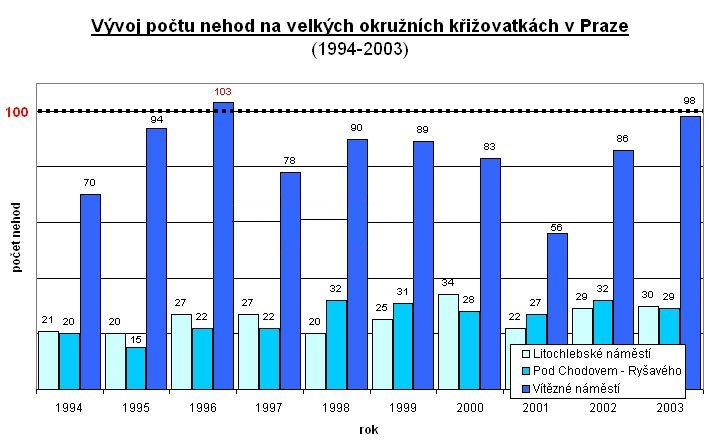 Vývoj počtu nehod na velkých okružních křižovatkách v Praze
(1994-2003)
100
počet nehod
21 20 70
20 15 94
27 22 103
27 22 78
20 32 90
25 31 89
34 28 83
22 27 56
29 32 86
30 29 98
Litochlebské náměstí
Pod Chodovem - Ryšavého
Vítězné náměstí
1994 1995 1996 1997 1998 1999 2000 2001 2002 2003
rok